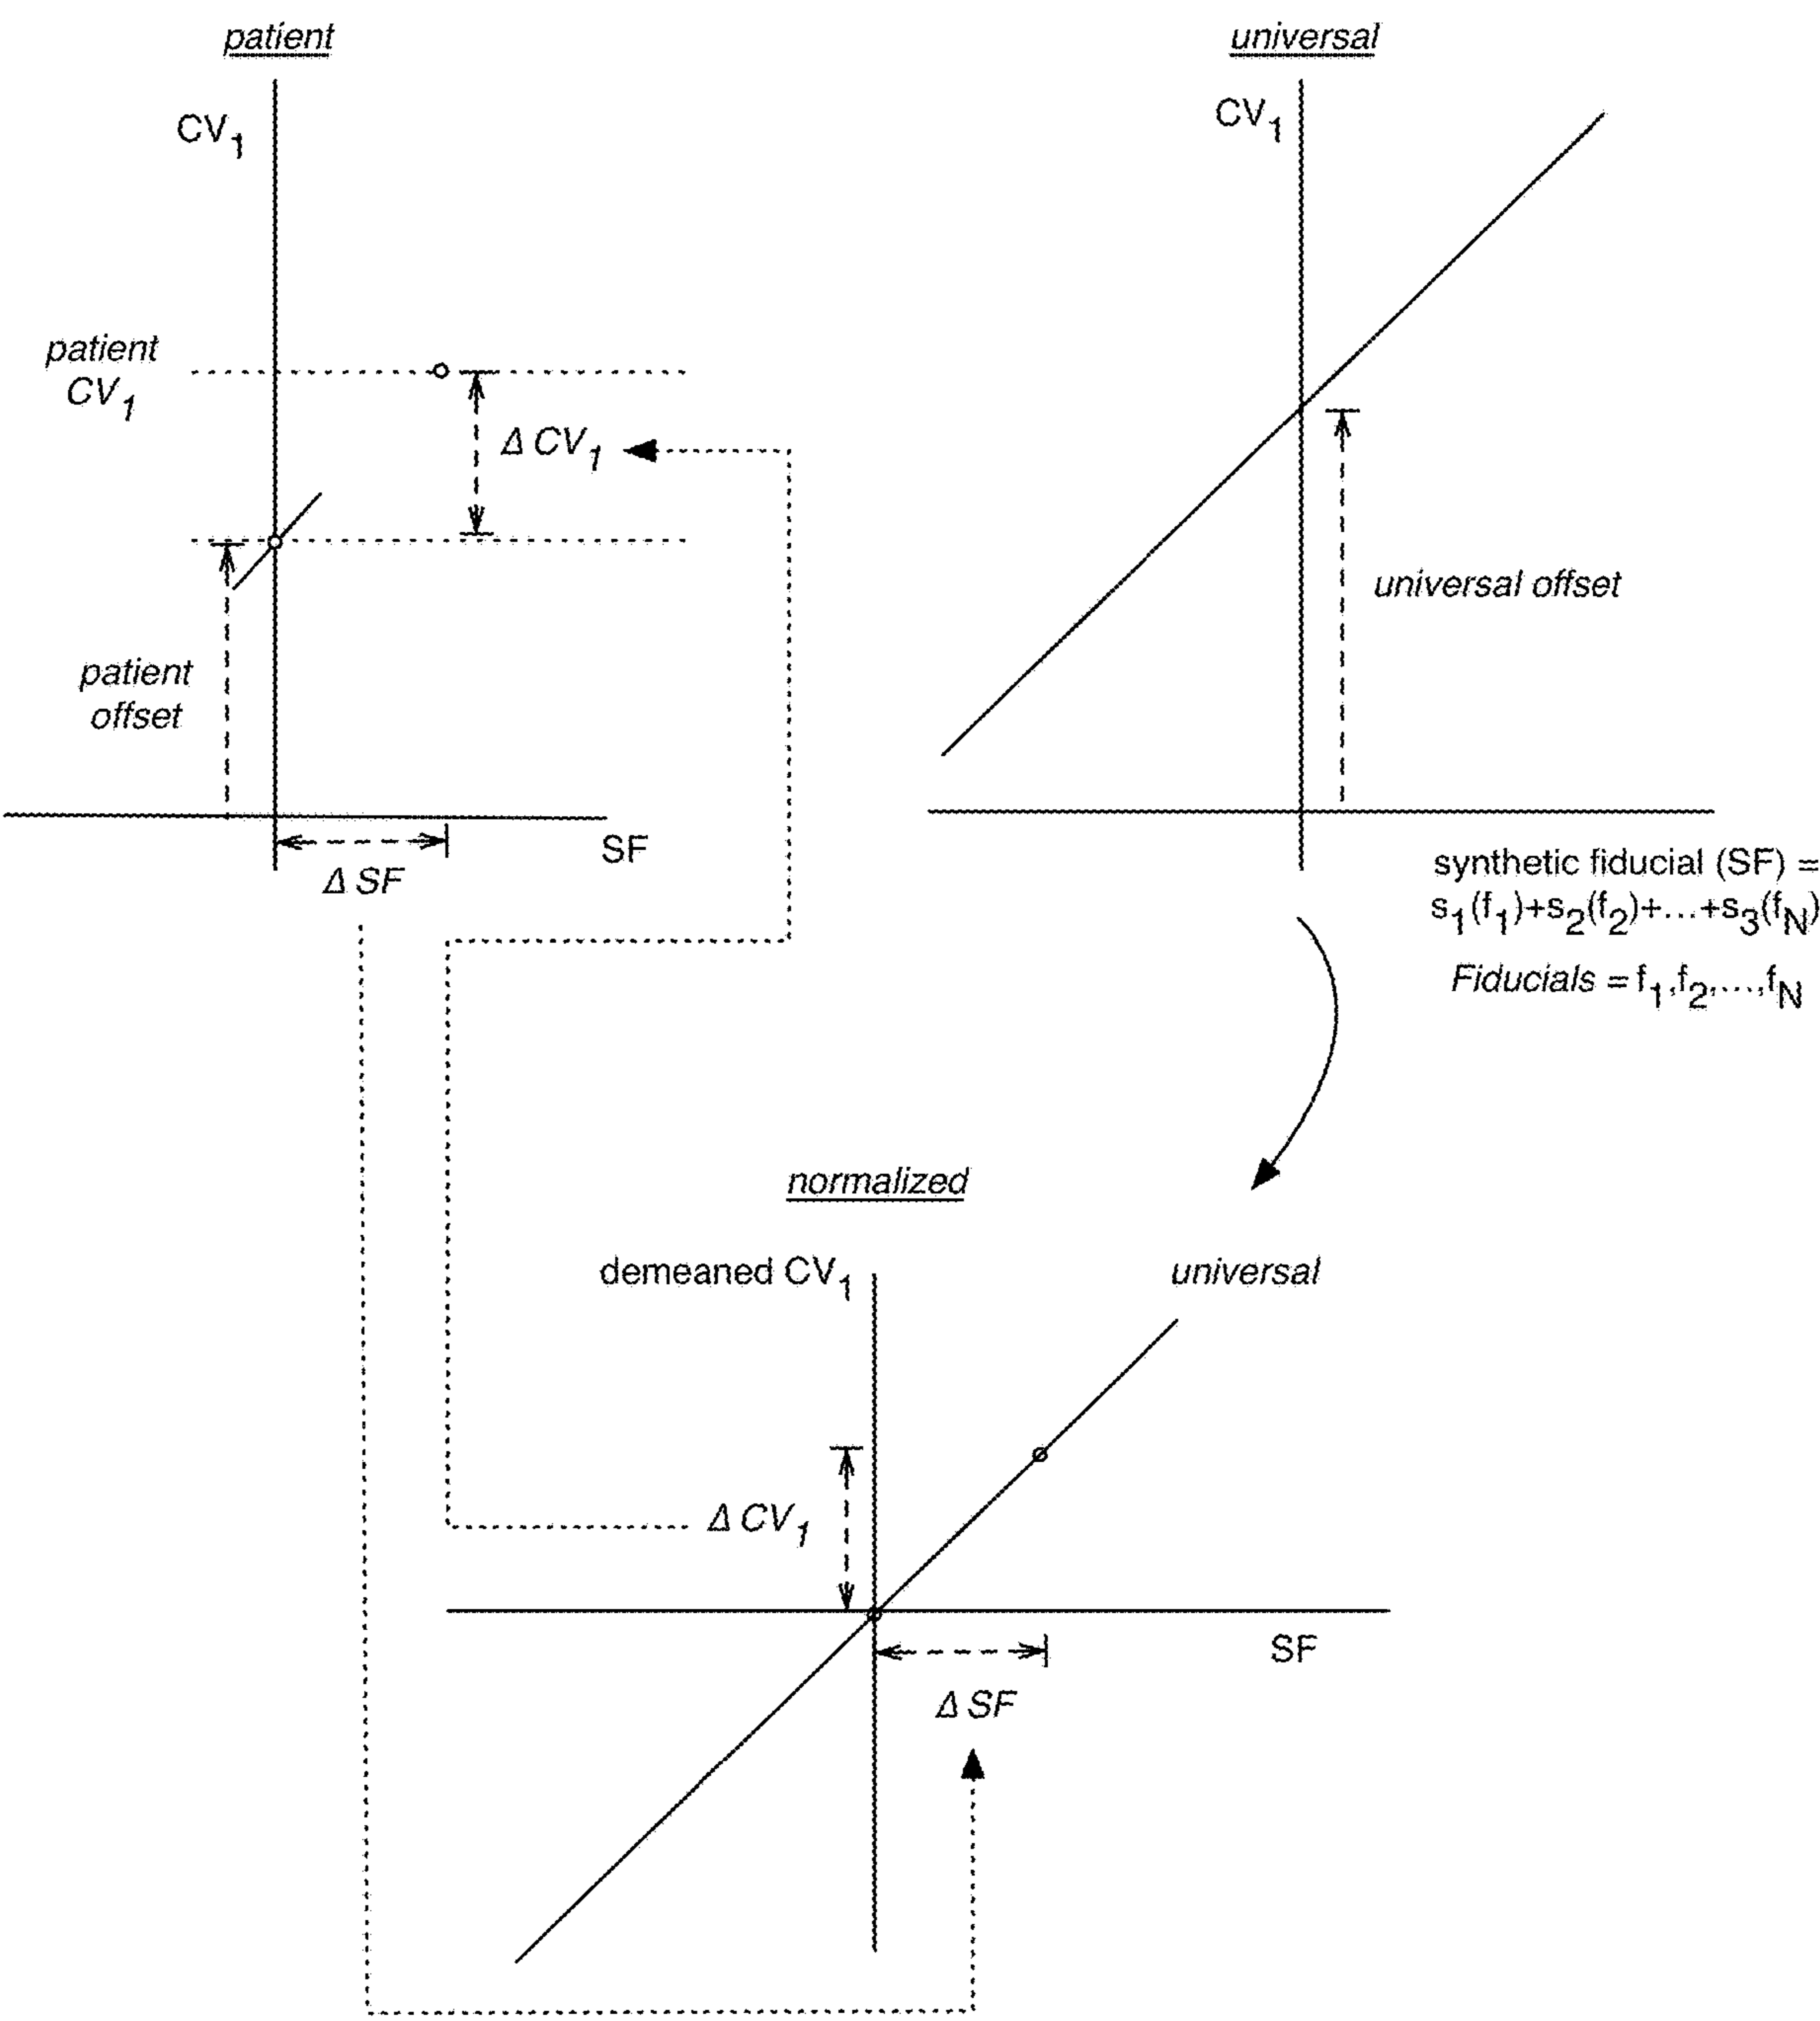 patient
universal
CV1
CV1
patient
CV1
Δ CV1
universal offset
patient
offset
SF
Δ SF
synthetic fiducial (SF) =
s1(f1)+s2(f2)+...+s3(fN)
Fiducials = f1,f2,...,fN
normalized
demeaned CV1
universal
Δ CV1
SF
Δ SF